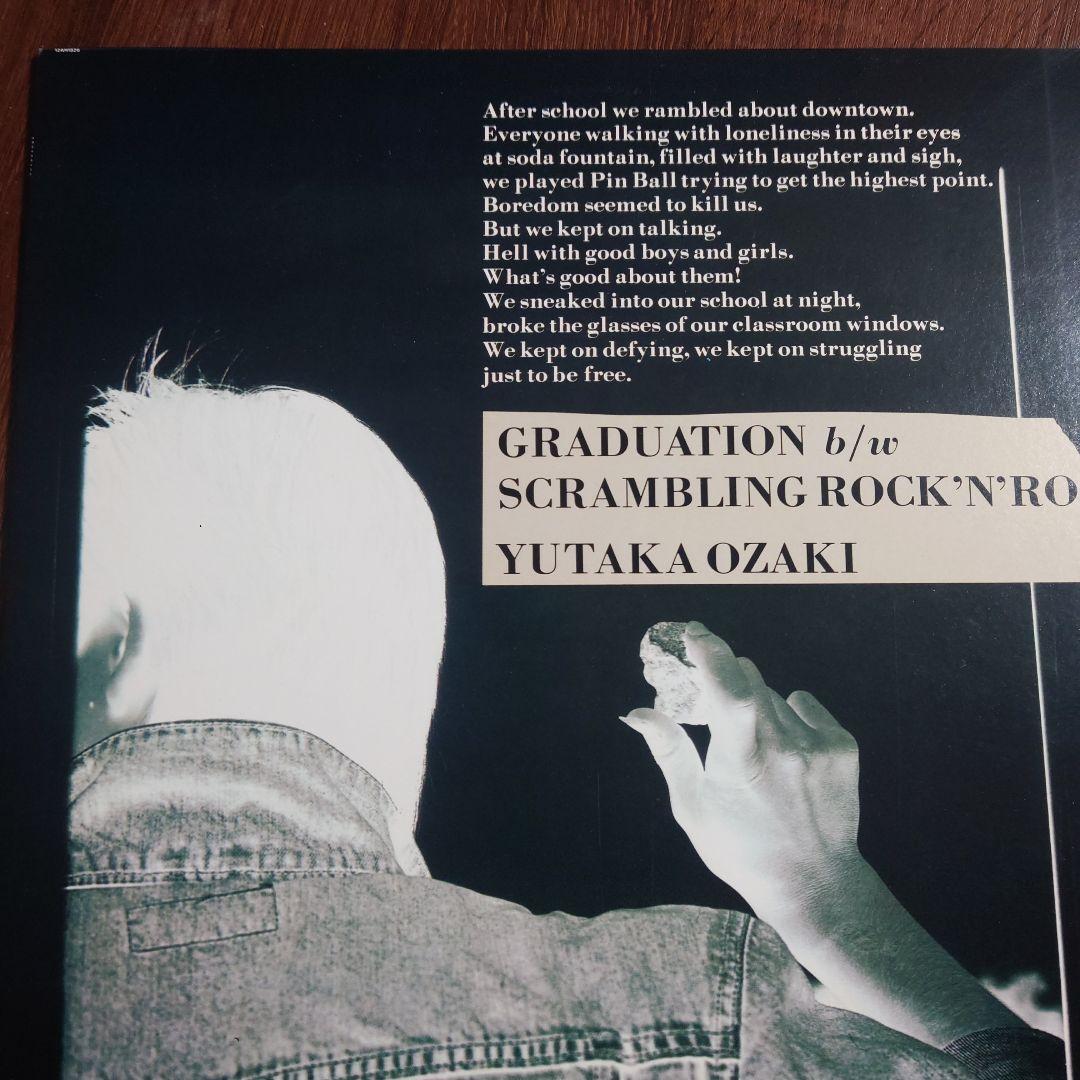 After school we rambled about downtown.
Everyone walking with loneliness in their eyes
at soda fountain, filled with laughter and sigh,
we played Pin Ball trying to get the highest point.
Boredom seemed to kill us.
But we kept on talking.
Hell with good boys and girls.
What's good about them!
We sneaked into our school at night,
broke the glasses of our classroom windows.
We kept on defying, we kept on struggling
just to be free.
GRADUATION b/w
SCRAMBLING ROCK'N'RO
YUTAKA OZAKI